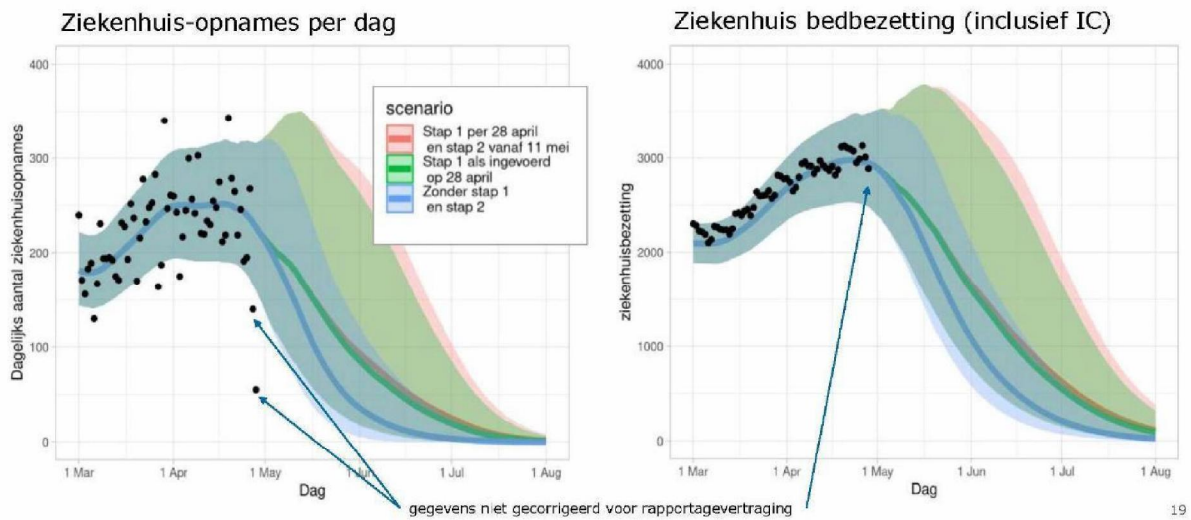 Ziekenhuis-opnames per dag
Ziekenhuis bedbezetting (inclusief IC)
400
300
200
100
0
Dagelijks aantal ziekenhuisopnames
1 Mar
1 Apr
1 May
1 Jun
1 Jul
1 Aug
Dag
scenario
Stap 1 per 28 april
en stap 2 vanaf 11 mei
Stap 1 als ingevoerd
op 28 april
Zonder stap 1
en stap 2
4000
3000
2000
1000
0
ziekenhuisbezetting
1 Mar
1 Apr
1 May
1 Jun
1 Jul
1 Aug
Dag
gegevens niet gecorrigeerd voor rapportagevertraging
19